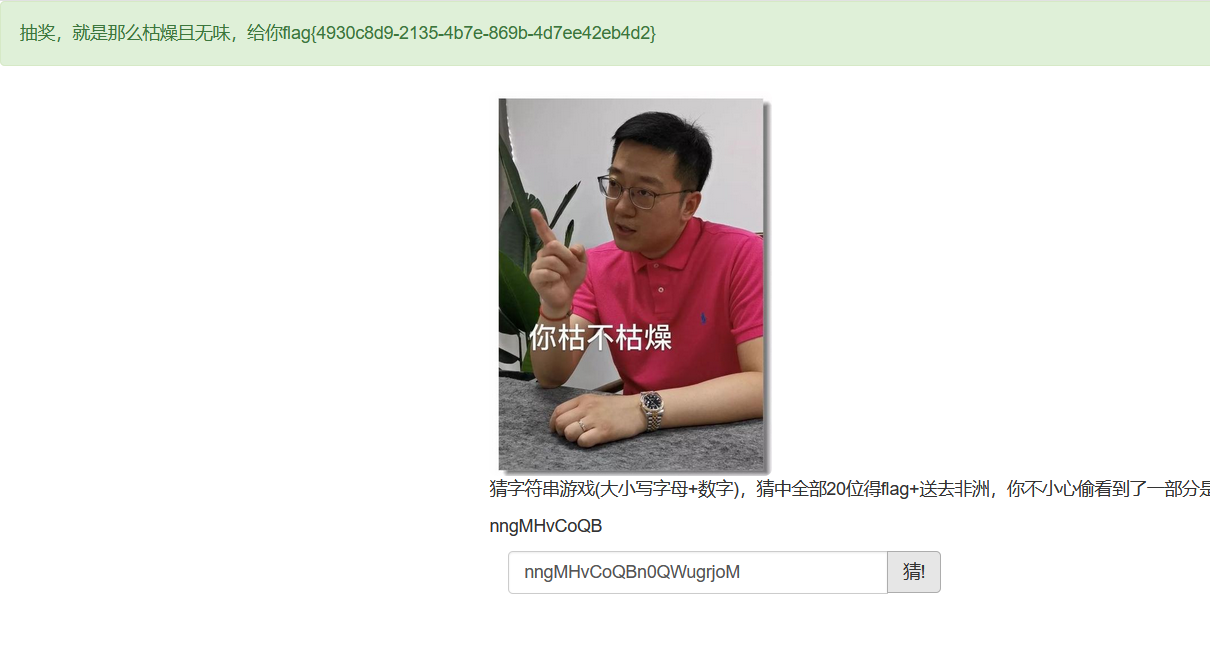 抽奖，就是那么枯燥且无味，给你flag{4930c8d9-2135-4b7e-869b-4d7ee42eb4d2}
你枯不枯燥
猜字符串游戏(大小写字母+数字)，猜中全部20位得flag+送去非洲，你不小心偷看到了一部分是
nngMHvCoQB
nngMHvCoQBn0QWugrjoM 猜!